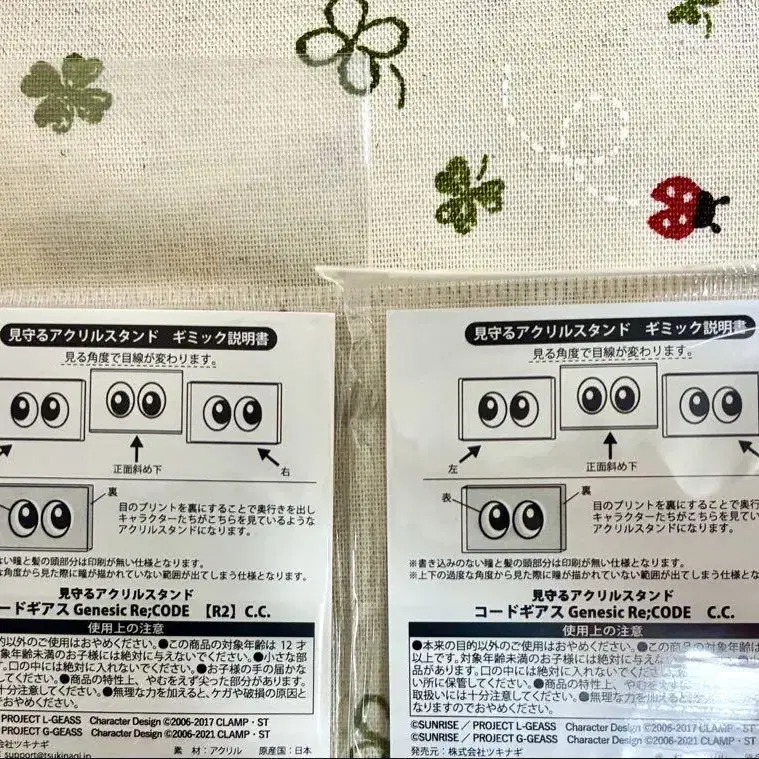 見守るアクリルスタンド ギミック説明書
見る角度で目線が変わります。
正面斜め下
右
裏
目のプリントを裏にすることで奥行きを出し
キャラクターたちがこちらを見ているような
アクリルスタンドになります。
ない瞳と髪の頭部分は印刷が無い仕様となります。
な角度から見た際に瞳が描かれていない範囲が出てしまう仕様となります。
見守るアクリルスタンド
ードギアス Genesic Re;CODE 【R2】 C.C.
使用上の注意
的以外のご使用はおやめください。●この商品の対象年齢は 12 才
象年齢未満のお子様には絶対に与えないでください。●小さな部
。口の中には絶対に入れないでください。●お子様の手の届かな
してください。●商品の特性上、やむをえず尖った部分があります。
十分注意してください。●無理な力を加えると、ケガや破損の原因と
でおやめください。
PROJECT L-GEASS Character Design ©2006-2017 CLAMP・ST
PROJECT G-GEASS Character Design ©2006-2021 CLAMP・ST
会社ツキナギ
support@tsukinagi.jp
素 材：アクリル 原産国：日本
見守るアクリルスタンド ギミック説明書
見る角度で目線が変わります。
左
正面斜め下
表
裏
目のプリントを裏にすることで奥行
キャラクターたちがこちらを見てい
アクリルスタンドになります。
※書き込みのない瞳と髪の頭部分は印刷が無い仕様となります。
※上下の過度な角度から見た際に瞳が描かれていない範囲が出てしまう仕様とな
見守るアクリルスタンド
コードギアス Genesic Re;CODE C.C.
使用上の注意
●本来の目的以外のご使用はおやめください。●この商品の対象
以上です。対象年齢未満のお子様には絶対に与えな
品があります。口の中には絶対に入れないでください
い所に保管してください。●商品の特性上、やむをえず尖
取扱いには十分注意してください。●無理な力を加えると、ケガ
なりますのでおやめください。
©SUNRISE／PROJECT L-GEASS Character Design ©2006-2017 CLAMP・ST
©SUNRISE／PROJECT G-GEASS Character Design ©2006-2021 CLAMP・ST
発売元：株式会社ツキナギ